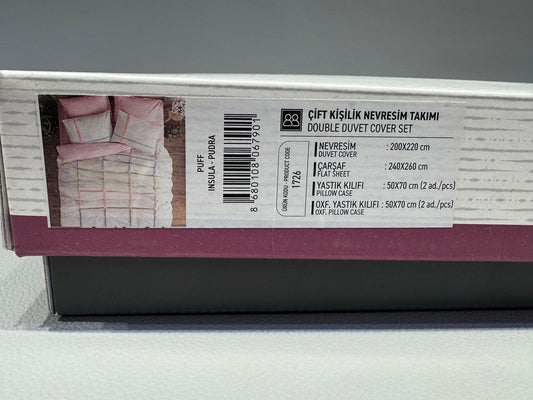 PUFF
INSULA - PUDRA
8 680108 067901
ÇİFT KİŞİLİK NEVRESİM TAKIMI
DOUBLE DUVET COVER SET
ÜRÜN KODU - PRODUCT CODE
1726
NEVRESİM : 200X220 cm
DUVET COVER
ÇARŞAF : 240X260 cm
FLAT SHEET
YASTIK KILIFI : 50X70 cm (2 ad./pcs)
PILLOW CASE
OXF. YASTIK KILIFI : 50X70 cm (2 ad./pcs)
OXF. PILLOW CASE